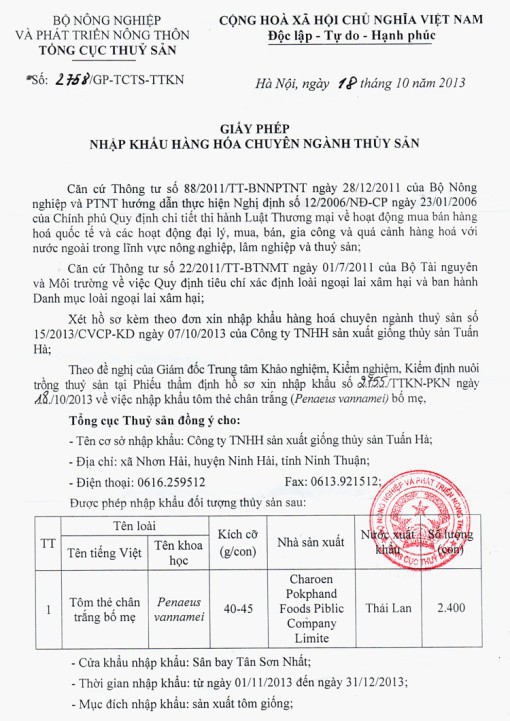 BỘ NÔNG NGHIỆP
VÀ PHÁT TRIỂN NÔNG THÔN
TỔNG CỤC THUỶ SẢN
CỘNG HOÀ XÃ HỘI CHỦ NGHĨA VIỆT NAM
Độc lập - Tự do - Hạnh phúc
Số: 2758/GP-TCTS-TTKN
Hà Nội, ngày 18 tháng 10 năm 2013
GIẤY PHÉP
NHẬP KHẨU HÀNG HÓA CHUYÊN NGÀNH THỦY SẢN
Căn cứ Thông tư số 88/2011/TT-BNNPTNT ngày 28/12/2011 của Bộ Nông
nghiệp và PTNT hướng dẫn thực hiện Nghị định số 12/2006/NĐ-CP ngày 23/01/2006
của Chính phủ Quy định chi tiết thi hành Luật Thương mại về hoạt động mua bán hàng
hoá quốc tế và các hoạt động đại lý, mua, bán, gia công và quá cảnh hàng hoá với
nước ngoài trong lĩnh vực nông nghiệp, lâm nghiệp và thuỷ sản;
Căn cứ Thông tư số 22/2011/TT-BTNMT ngày 01/7/2011 của Bộ Tài nguyên
và Môi trường về việc Quy định tiêu chí xác định loài ngoại lai xâm hại và ban hành
Danh mục loài ngoại lai xâm hại;
Xét hồ sơ kèm theo đơn xin nhập khẩu hàng hoá chuyên ngành thuỷ sản số
15/2013/CVCP-KD ngày 07/10/2013 của Công ty TNHH sản xuất giống thủy sản Tuấn
Hà;
Theo đề nghị của Giám đốc Trung tâm Khảo nghiệm, Kiểm nghiệm, Kiểm định nuôi
trồng thuỷ sản tại Phiếu thẩm định hồ sơ xin nhập khẩu số 2755/TTKN-PKN ngày
18/10/2013 về việc nhập khẩu tôm thẻ chân trắng (Penaeus vannamei) bố mẹ,
Tổng cục Thuỷ sản đồng ý cho:
- Tên cơ sở nhập khẩu: Công ty TNHH sản xuất giống thủy sản Tuấn Hà;
- Địa chỉ: xã Nhơn Hải, huyện Ninh Hải, tỉnh Ninh Thuận;
- Điện thoại: 0616.259512 Fax: 0613.921512;
Được phép nhập khẩu đối tượng thủy sản sau:
TT
Tên loài
Tên tiếng Việt
Tên khoa
học
Kích cỡ
(g/con)
Nhà sản xuất
Nước xuất
khẩu
Số lượng
(con)
1
Tôm thẻ chân
trắng bố mẹ
Penaeus
vannamei
40-45
Charoen
Pokphand
Foods Piblic
Company
Limite
Thái Lan
2.400
- Cửa khẩu nhập khẩu: Sân bay Tân Sơn Nhất;
- Thời gian nhập khẩu: từ ngày 01/11/2013 đến ngày 31/12/2013;
- Mục đích nhập khẩu: sản xuất tôm giống;